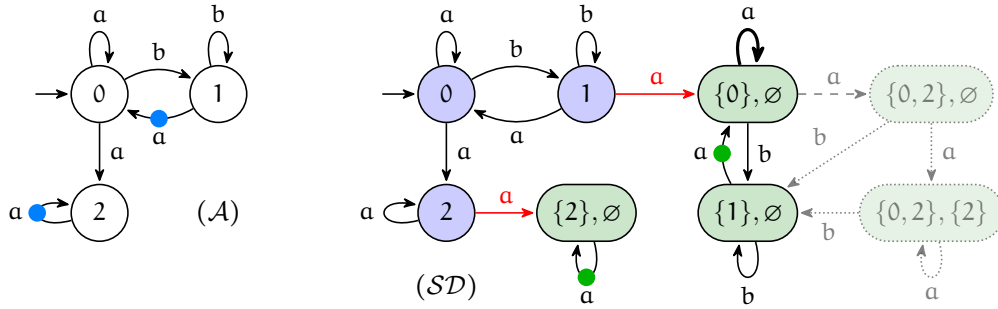 a b a b
0 b 1 a {0}, ∅ a {0, 2}, ∅
0 b 1
a a
a a a b b a
a 2 (𝒜) a 2 a {2}, ∅ {1}, ∅ b {0, 2}, {2}
(𝒮𝒟) a b a